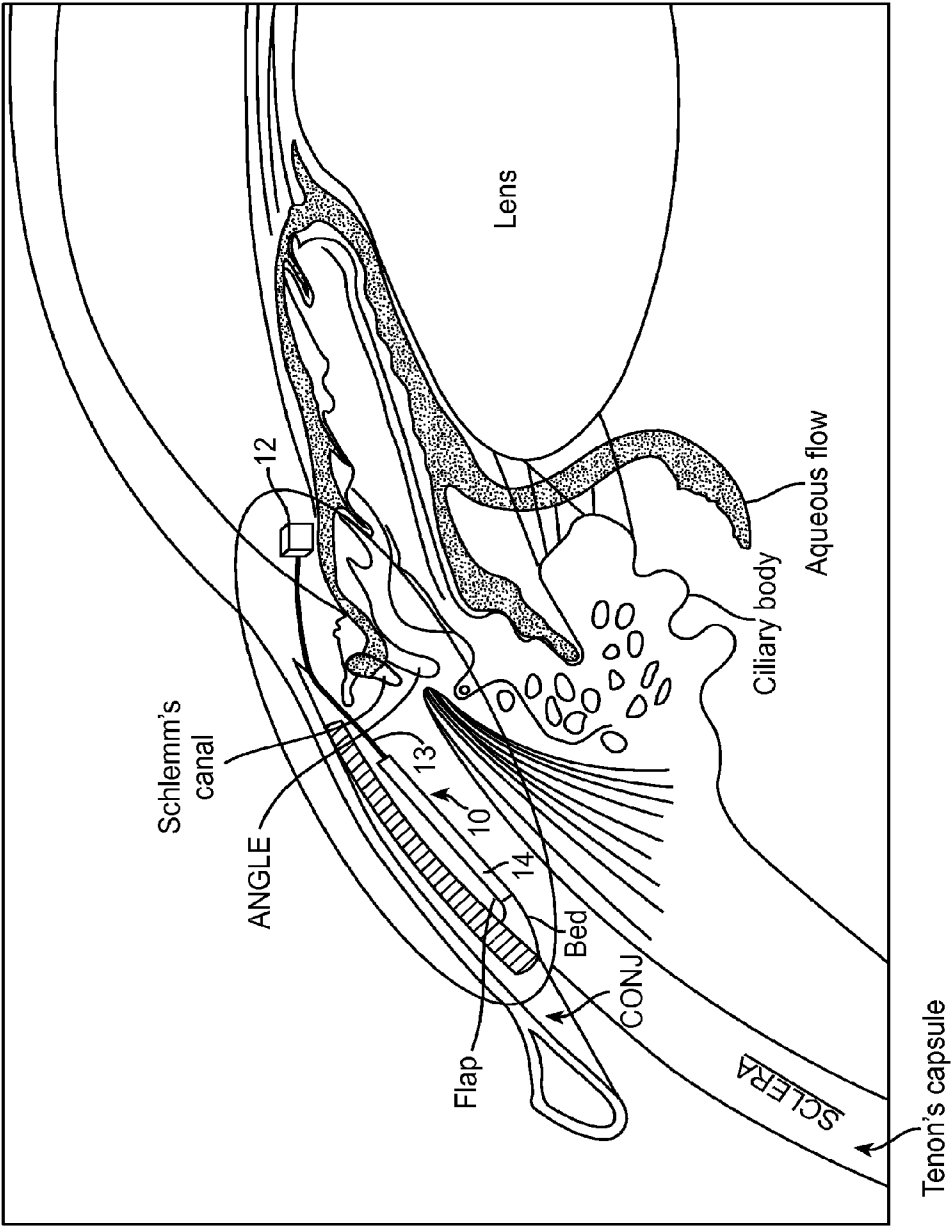 Lens
12
Aqueous flow
Ciliary body
Schlemm's
canal
ANGLE
13
10
14
Flap
Bed
CONJ
SCLERA
Tenon's capsule